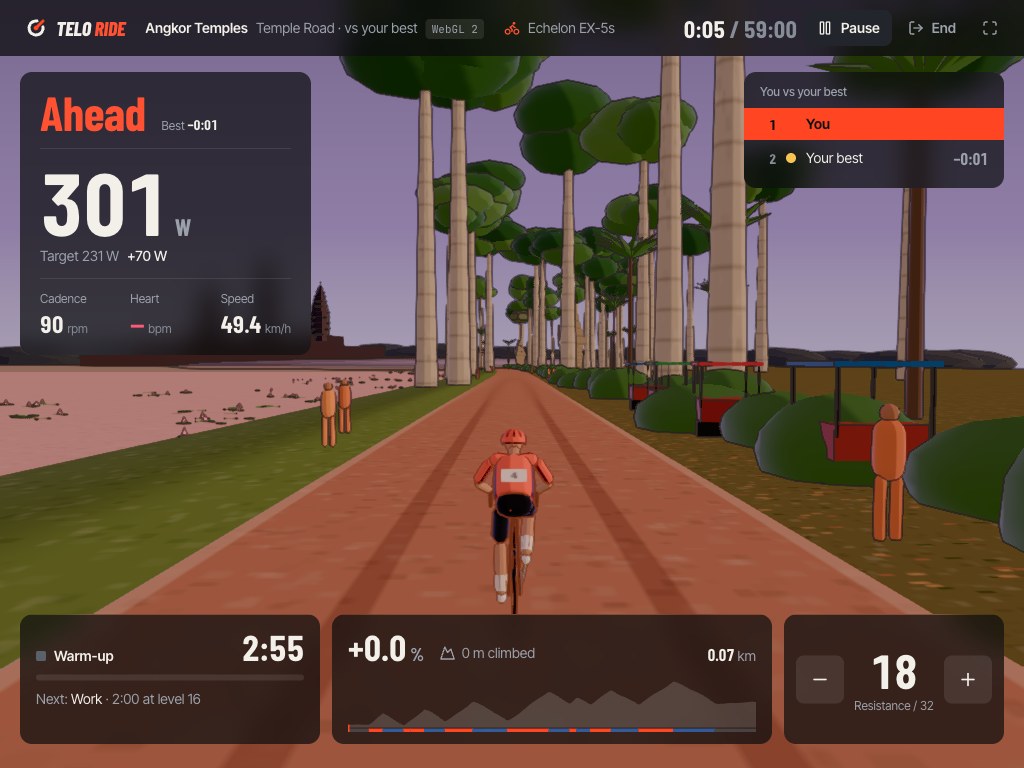 TELO RIDE Angkor Temples Temple Road · vs your best WebGL 2 Echelon EX-5s 0:05 / 59:00 Pause End
Ahead Best −0:01
301 W
Target 231 W +70 W
Cadence Heart Speed
90 rpm – bpm 49.4 km/h
You vs your best
1 You
2 Your best −0:01
4
Warm-up 2:55
Next: Work · 2:00 at level 16
+0.0 % 0 m climbed 0.07 km
− 18 +
Resistance / 32